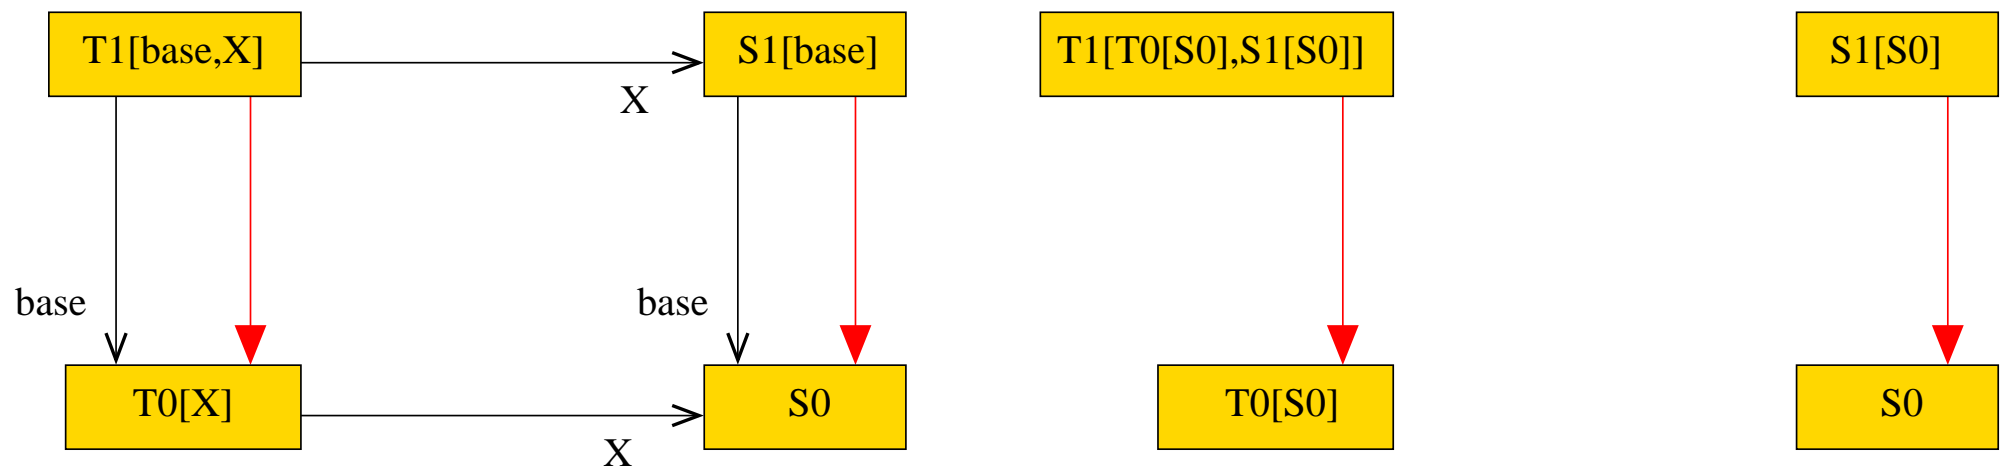 T1[base,X]
S1[base]
T1[T0[S0],S1[S0]]
S1[S0]
X
base
base
T0[X]
S0
T0[S0]
S0
X